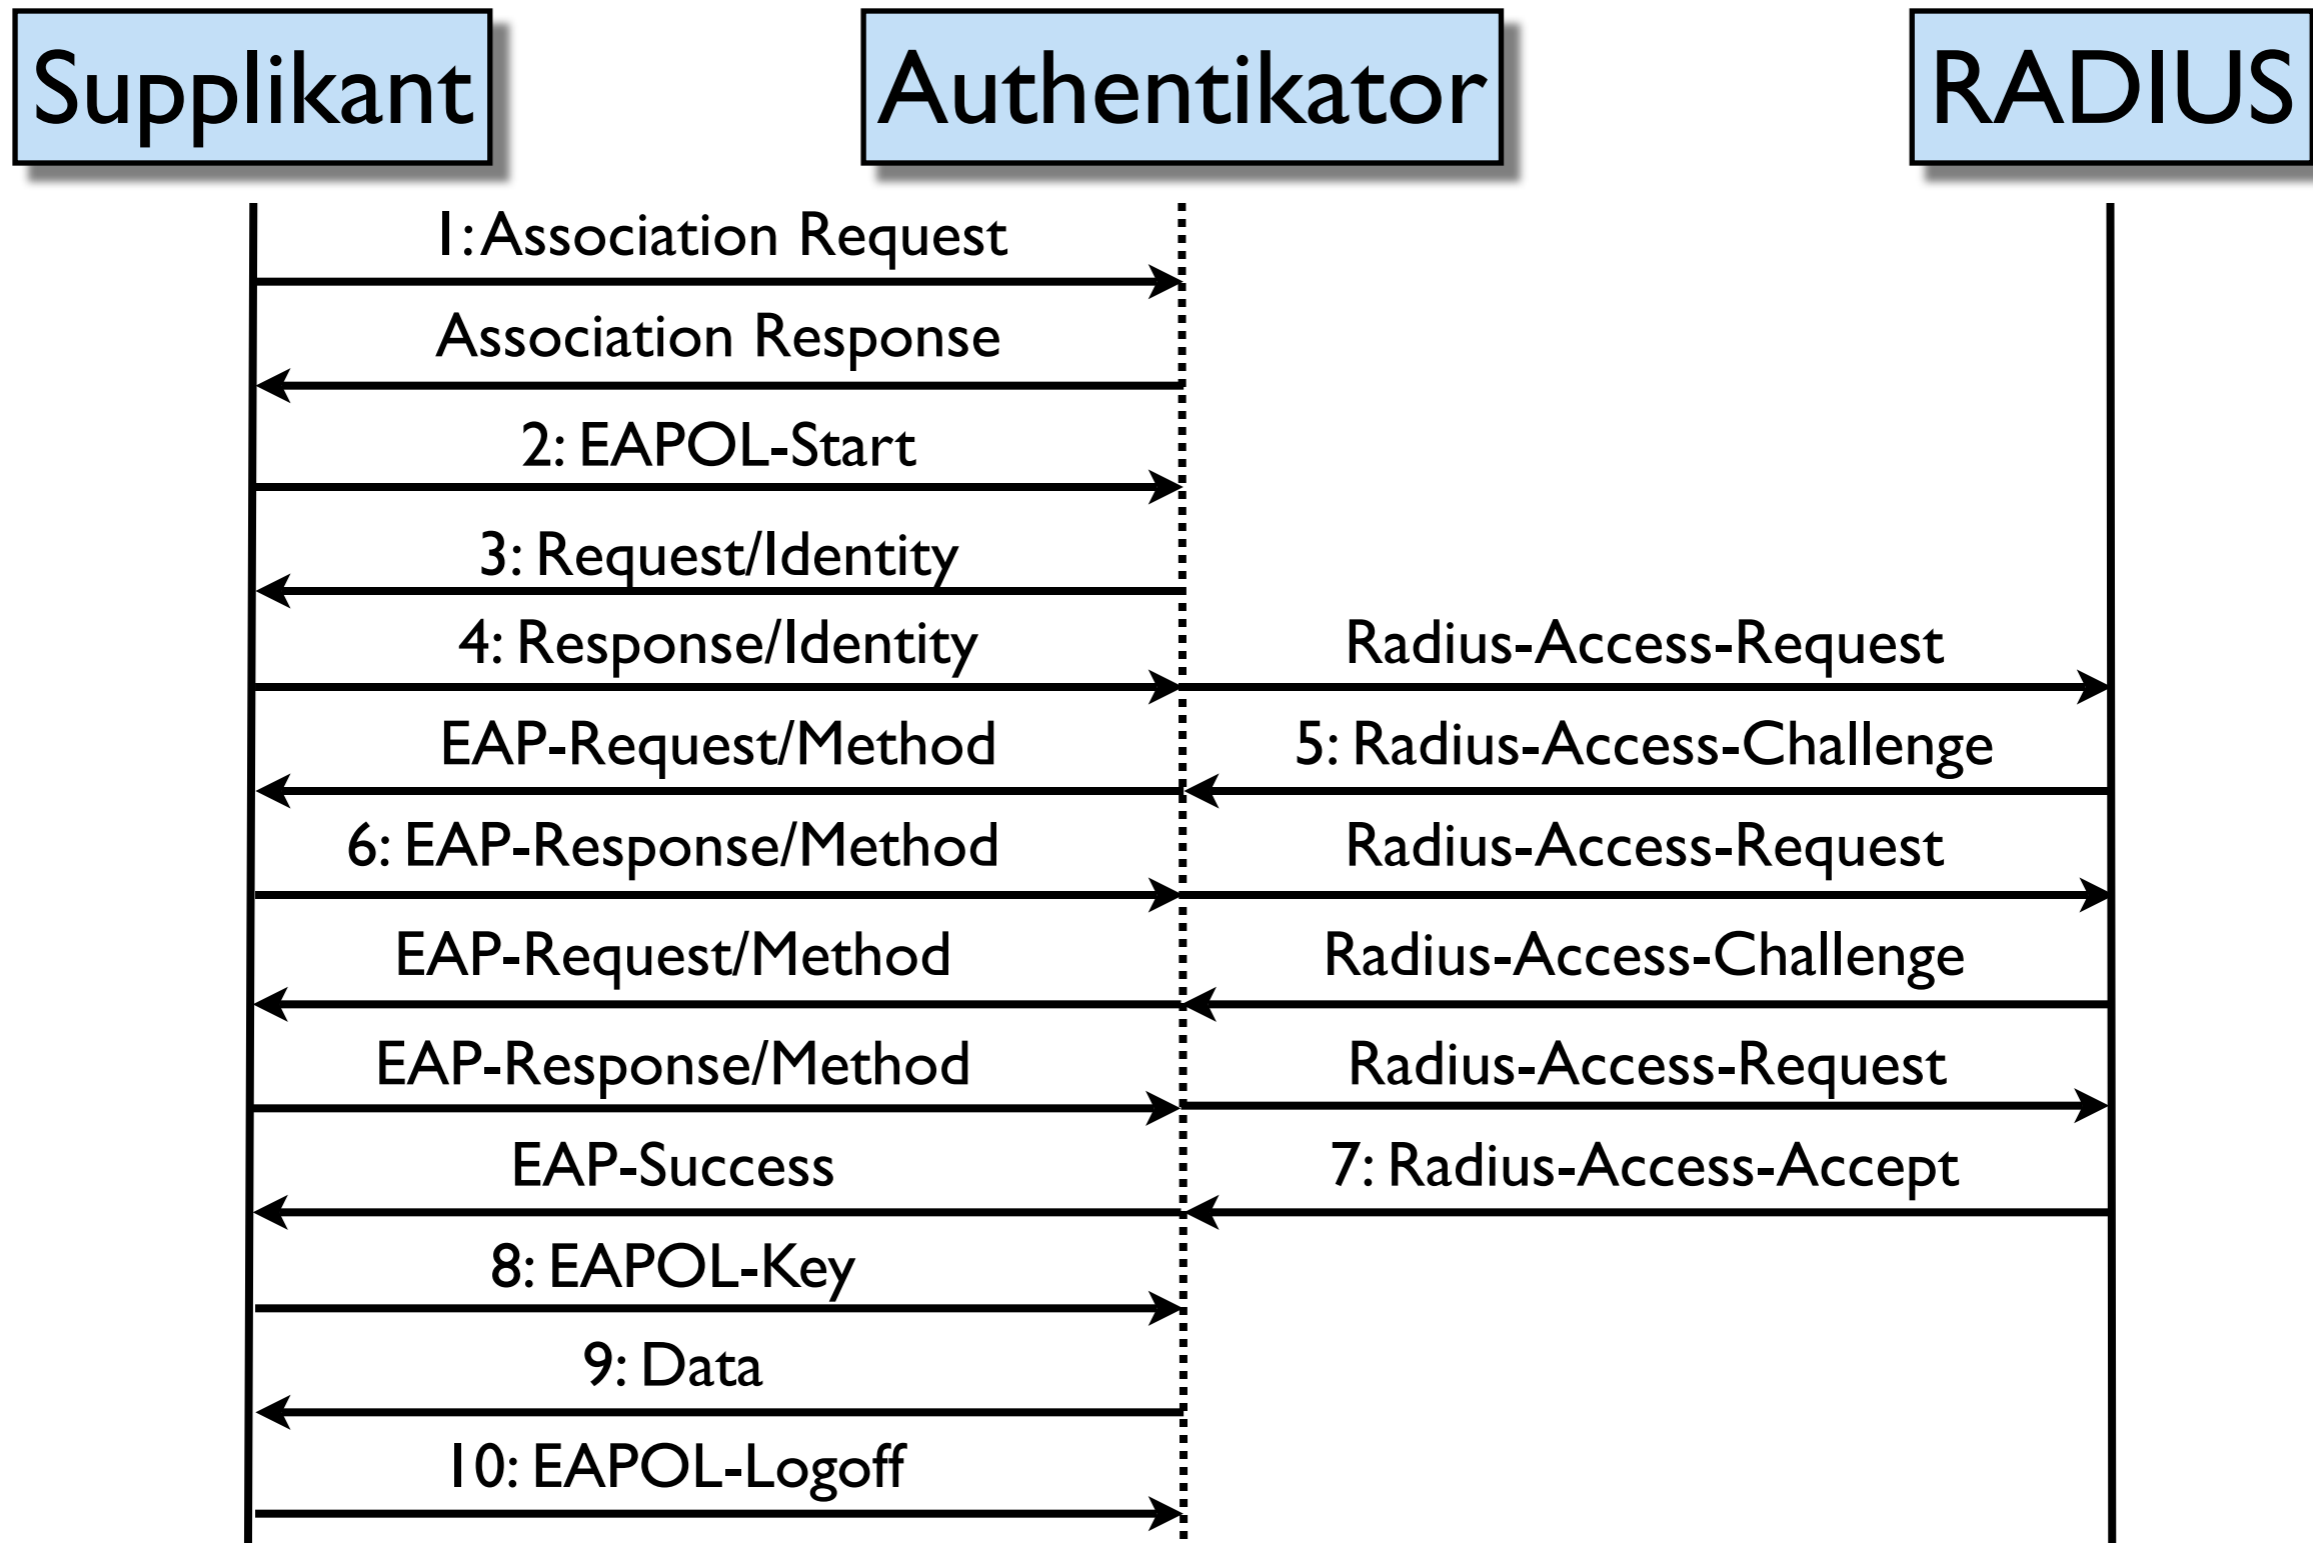 Supplikant
Authentikator
RADIUS
1: Association Request
Association Response
2: EAPOL-Start
3: Request/Identity
4: Response/Identity
Radius-Access-Request
EAP-Request/Method
5: Radius-Access-Challenge
6: EAP-Response/Method
Radius-Access-Request
EAP-Request/Method
Radius-Access-Challenge
EAP-Response/Method
Radius-Access-Request
EAP-Success
7: Radius-Access-Accept
8: EAPOL-Key
9: Data
10: EAPOL-Logoff